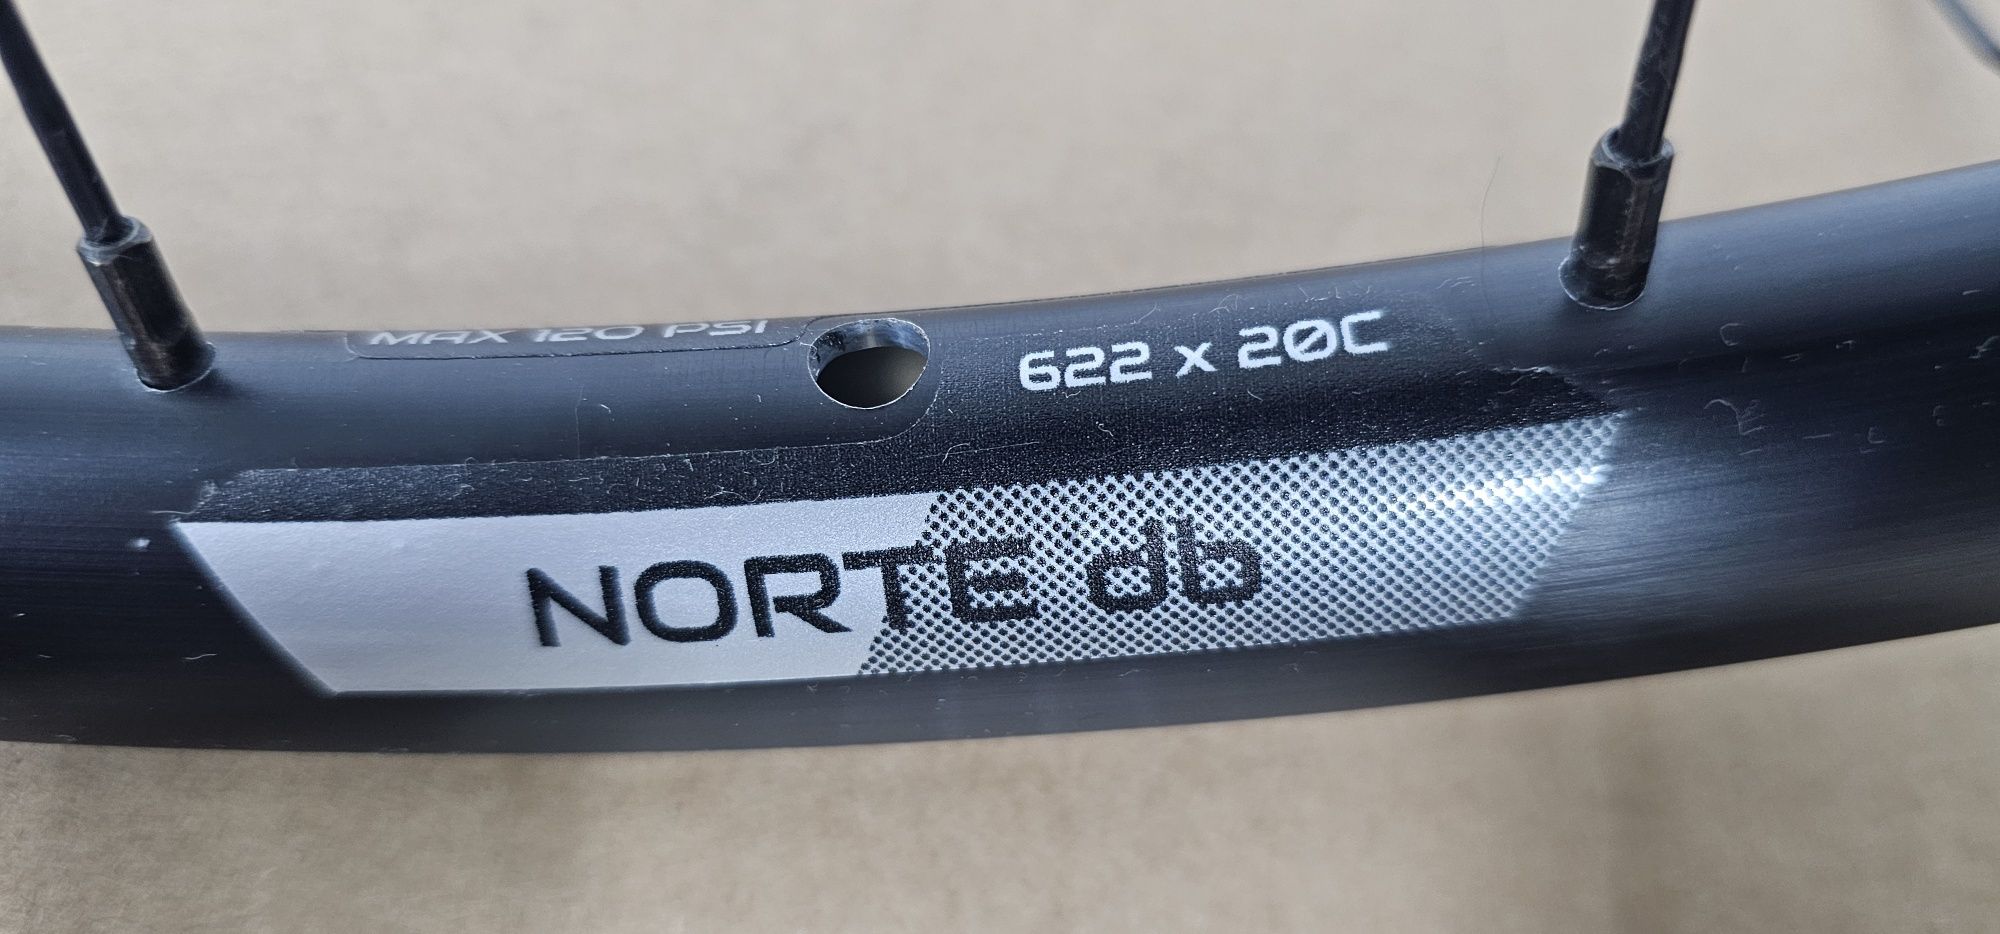 MAX 120 PSI
622 x 20C
NORTE db